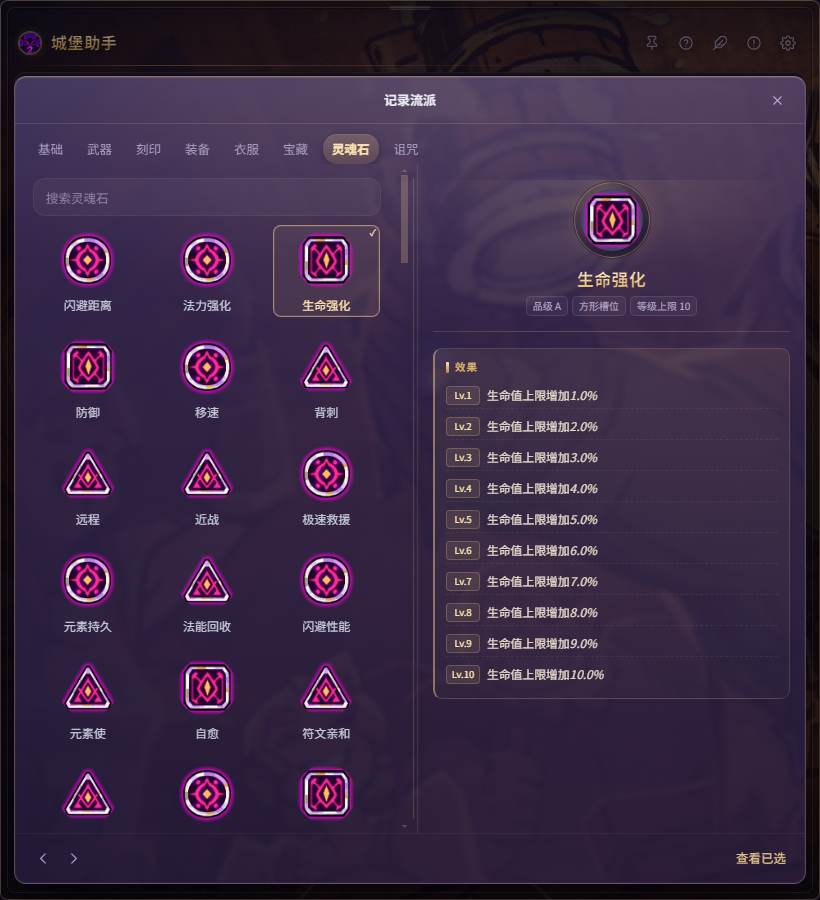 城堡助手
记录流派
基础 武器 刻印 装备 衣服 宝藏 灵魂石 诅咒
搜索灵魂石
闪避距离 法力强化 生命强化
防御 移速 背刺
远程 近战 极速救援
元素持久 法能回收 闪避性能
元素使 自愈 符文亲和
生命强化
品级 A 方形槽位 等级上限 10
效果
Lv.1 生命值上限增加1.0%
Lv.2 生命值上限增加2.0%
Lv.3 生命值上限增加3.0%
Lv.4 生命值上限增加4.0%
Lv.5 生命值上限增加5.0%
Lv.6 生命值上限增加6.0%
Lv.7 生命值上限增加7.0%
Lv.8 生命值上限增加8.0%
Lv.9 生命值上限增加9.0%
Lv.10 生命值上限增加10.0%
查看已选